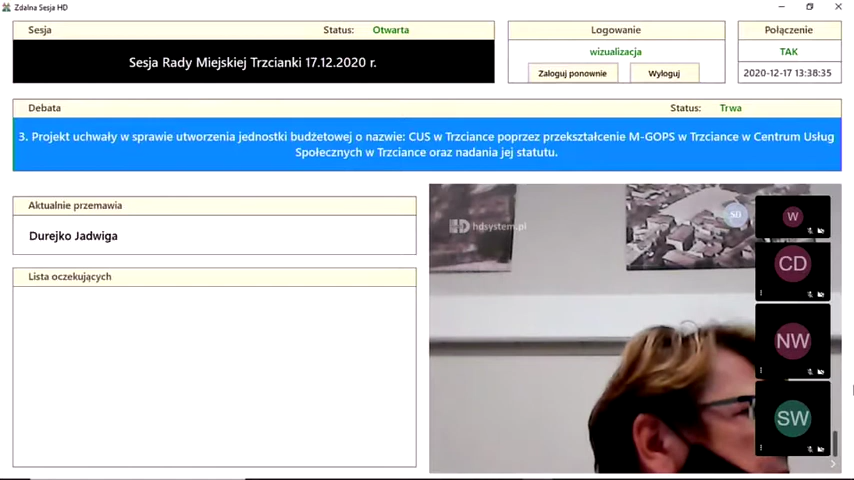 Zdalna Sesja HD
Sesja
Status:
Otwarta
Sesja Rady Miejskiej Trzcianki 17.12.2020 r.
Logowanie
wizualizacja
Zaloguj ponownie
Wyloguj
Połączenie
TAK
2020-12-17 13:38:35
Debata
Status:
Trwa
3. Projekt uchwały w sprawie utworzenia jednostki budżetowej o nazwie: CUS w Trzciance poprzez przekształcenie M-GOPS w Trzciance w Centrum Usług
Społecznych w Trzciance oraz nadania jej statutu.
Aktualnie przemawia
Durejko Jadwiga
Lista oczekujących
HD hdsystem.pl
SD
W
CD
NW
SW